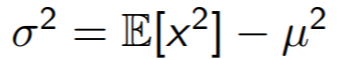 σ² = 𝔼[x²] − μ²